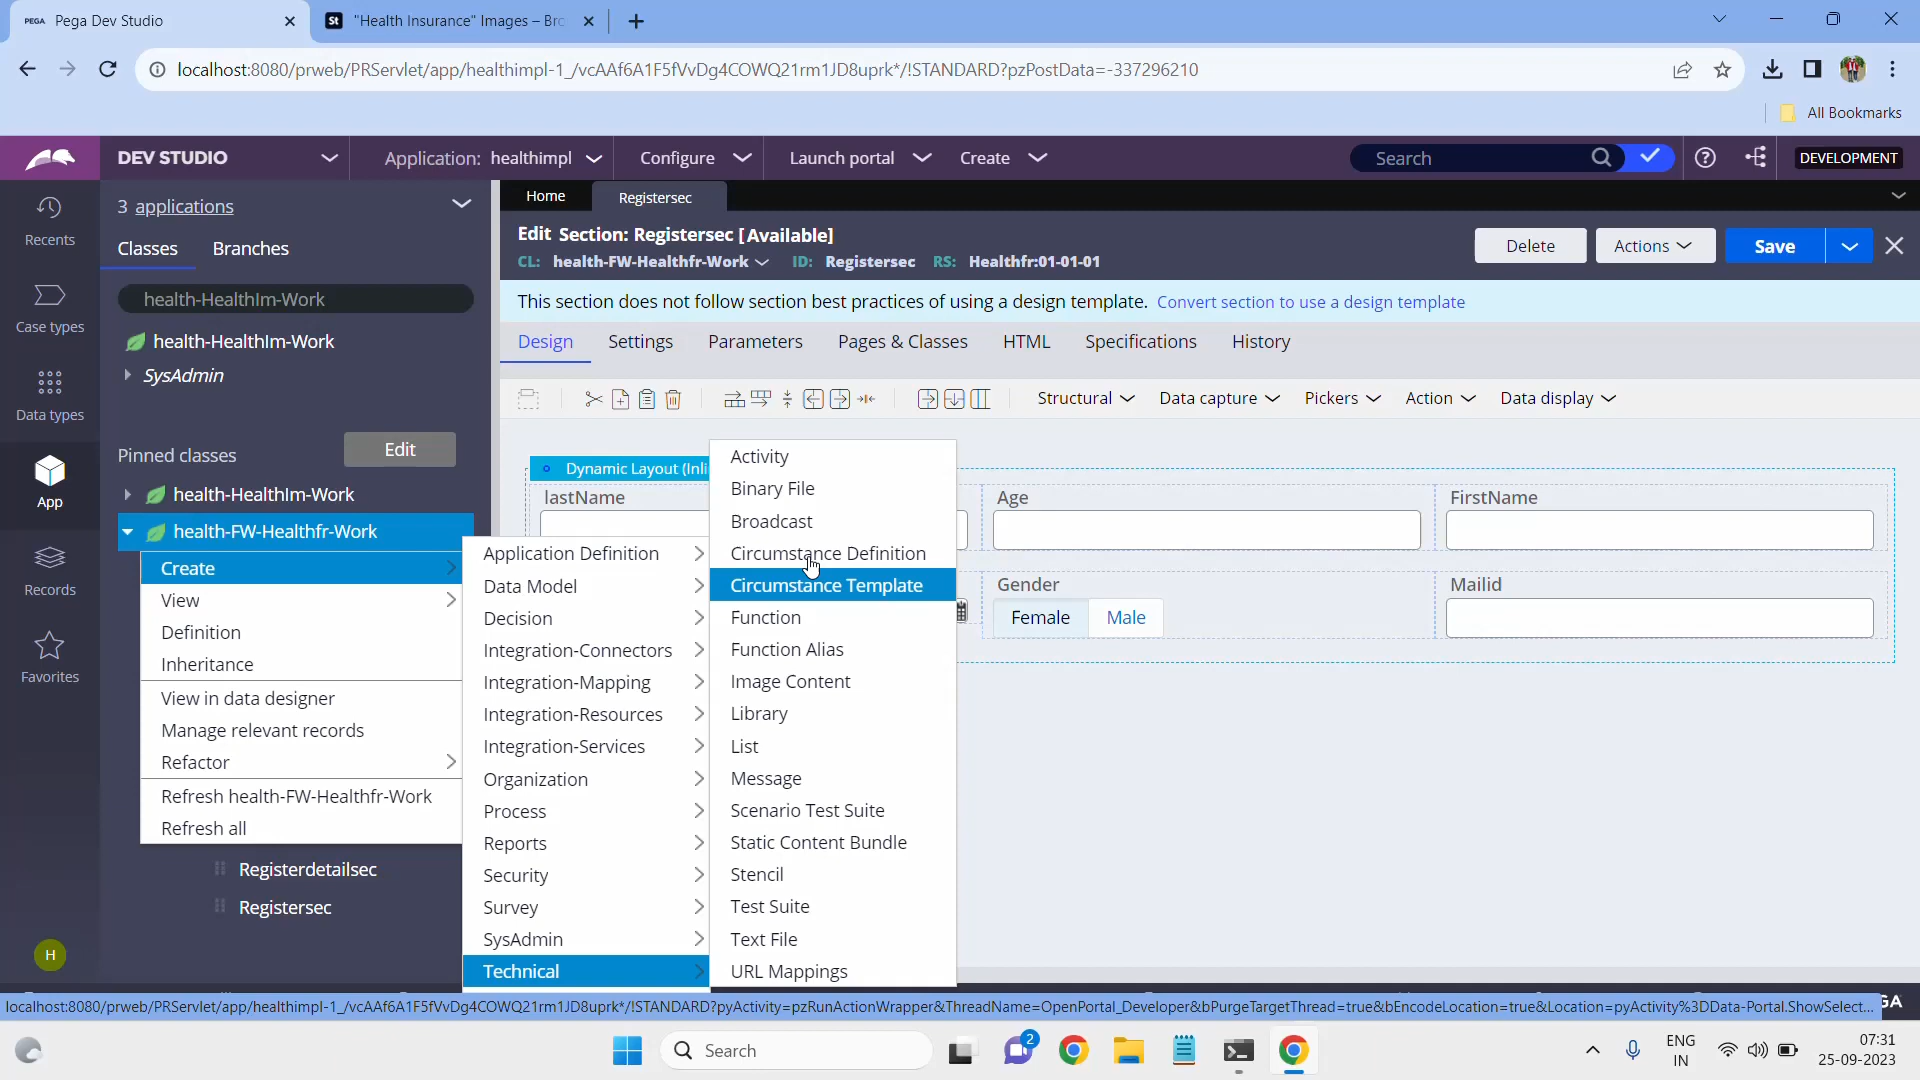 PEGA Pega Dev Studio
St "Health Insurance" Images – Bro
localhost:8080/prweb/PRServlet/app/healthimpl-1_/vcAAf6A1F5fVvDg4COWQ21rm1JD8uprk*/!STANDARD?pzPostData=-337296210
All Bookmarks
DEV STUDIO
Application: healthimpl
Configure
Launch portal
Create
Search
DEVELOPMENT
Recents
Case types
Data types
App
Records
Favorites
H
3 applications
Classes
Branches
health-HealthIm-Work
health-HealthIm-Work
SysAdmin
Pinned classes
Edit
health-HealthIm-Work
health-FW-Healthfr-Work
Create
View
Definition
Inheritance
View in data designer
Manage relevant records
Refactor
Refresh health-FW-Healthfr-Work
Refresh all
Registerdetailsec
Registersec
Application Definition
Data Model
Decision
Integration-Connectors
Integration-Mapping
Integration-Resources
Integration-Services
Organization
Process
Reports
Security
Survey
SysAdmin
Technical
Activity
Binary File
Broadcast
Circumstance Definition
Circumstance Template
Function
Function Alias
Image Content
Library
List
Message
Scenario Test Suite
Static Content Bundle
Stencil
Test Suite
Text File
URL Mappings
Home
Registersec
Edit Section: Registersec [Available]
CL: health-FW-Healthfr-Work ID: Registersec RS: Healthfr:01-01-01
Delete
Actions
Save
This section does not follow section best practices of using a design template. Convert section to use a design template
Design
Settings
Parameters
Pages & Classes
HTML
Specifications
History
Structural
Data capture
Pickers
Action
Data display
Dynamic Layout (Inli
lastName
Age
FirstName
Gender
Mailid
Female
Male
localhost:8080/prweb/PRServlet/app/healthimpl-1_/vcAAf6A1F5fVvDg4COWQ21rm1JD8uprk*/!STANDARD?pyActivity=pzRunActionWrapper&ThreadName=OpenPortal_Developer&bPurgeTargetThread=true&bEncodeLocation=true&Location=pyActivity%3DData-Portal.ShowSelect...
GA
Search
2
ENG
IN
07:31
25-09-2023